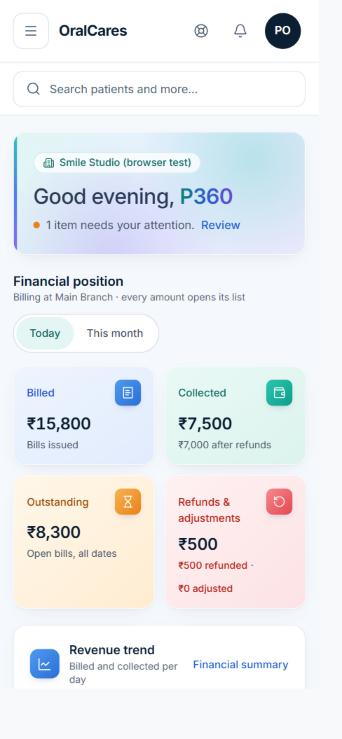 OralCares
PO
Search patients and more...
Smile Studio (browser test)
Good evening, P360
1 item needs your attention. Review
Financial position
Billing at Main Branch · every amount opens its list
Today This month
Billed
₹15,800
Bills issued
Collected
₹7,500
₹7,000 after refunds
Outstanding
₹8,300
Open bills, all dates
Refunds &
adjustments
₹500
₹500 refunded ·
₹0 adjusted
Revenue trend
Billed and collected per
day
Financial summary